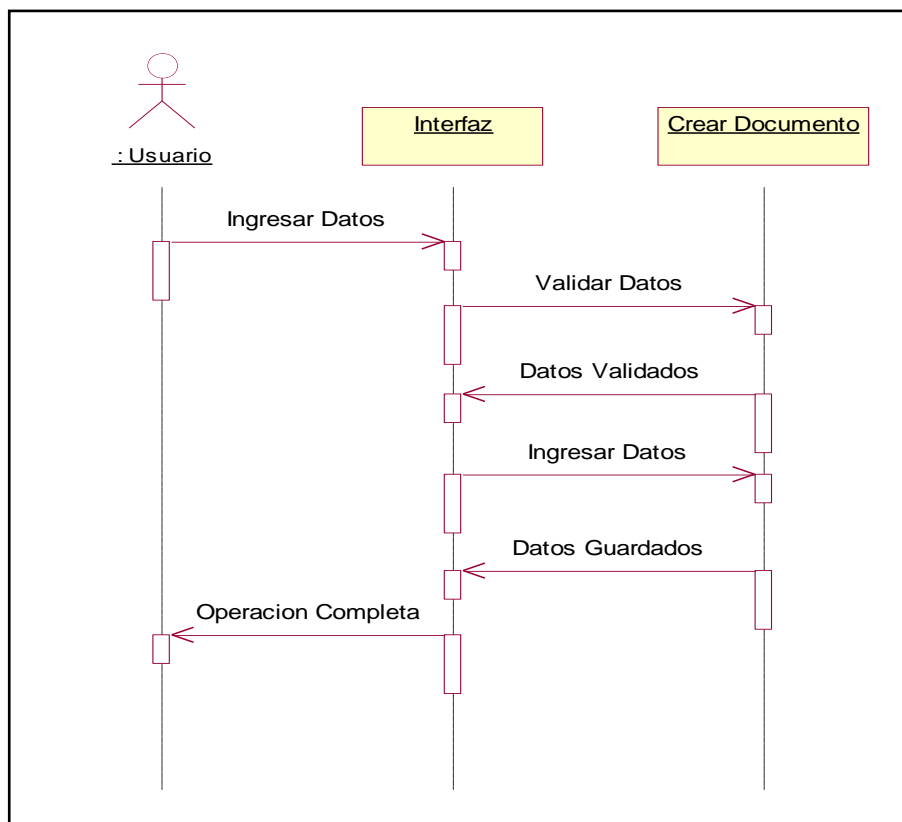 : Usuario
Interfaz
Crear Documento
Ingresar Datos
Validar Datos
Datos Validados
Ingresar Datos
Datos Guardados
Operacion Completa